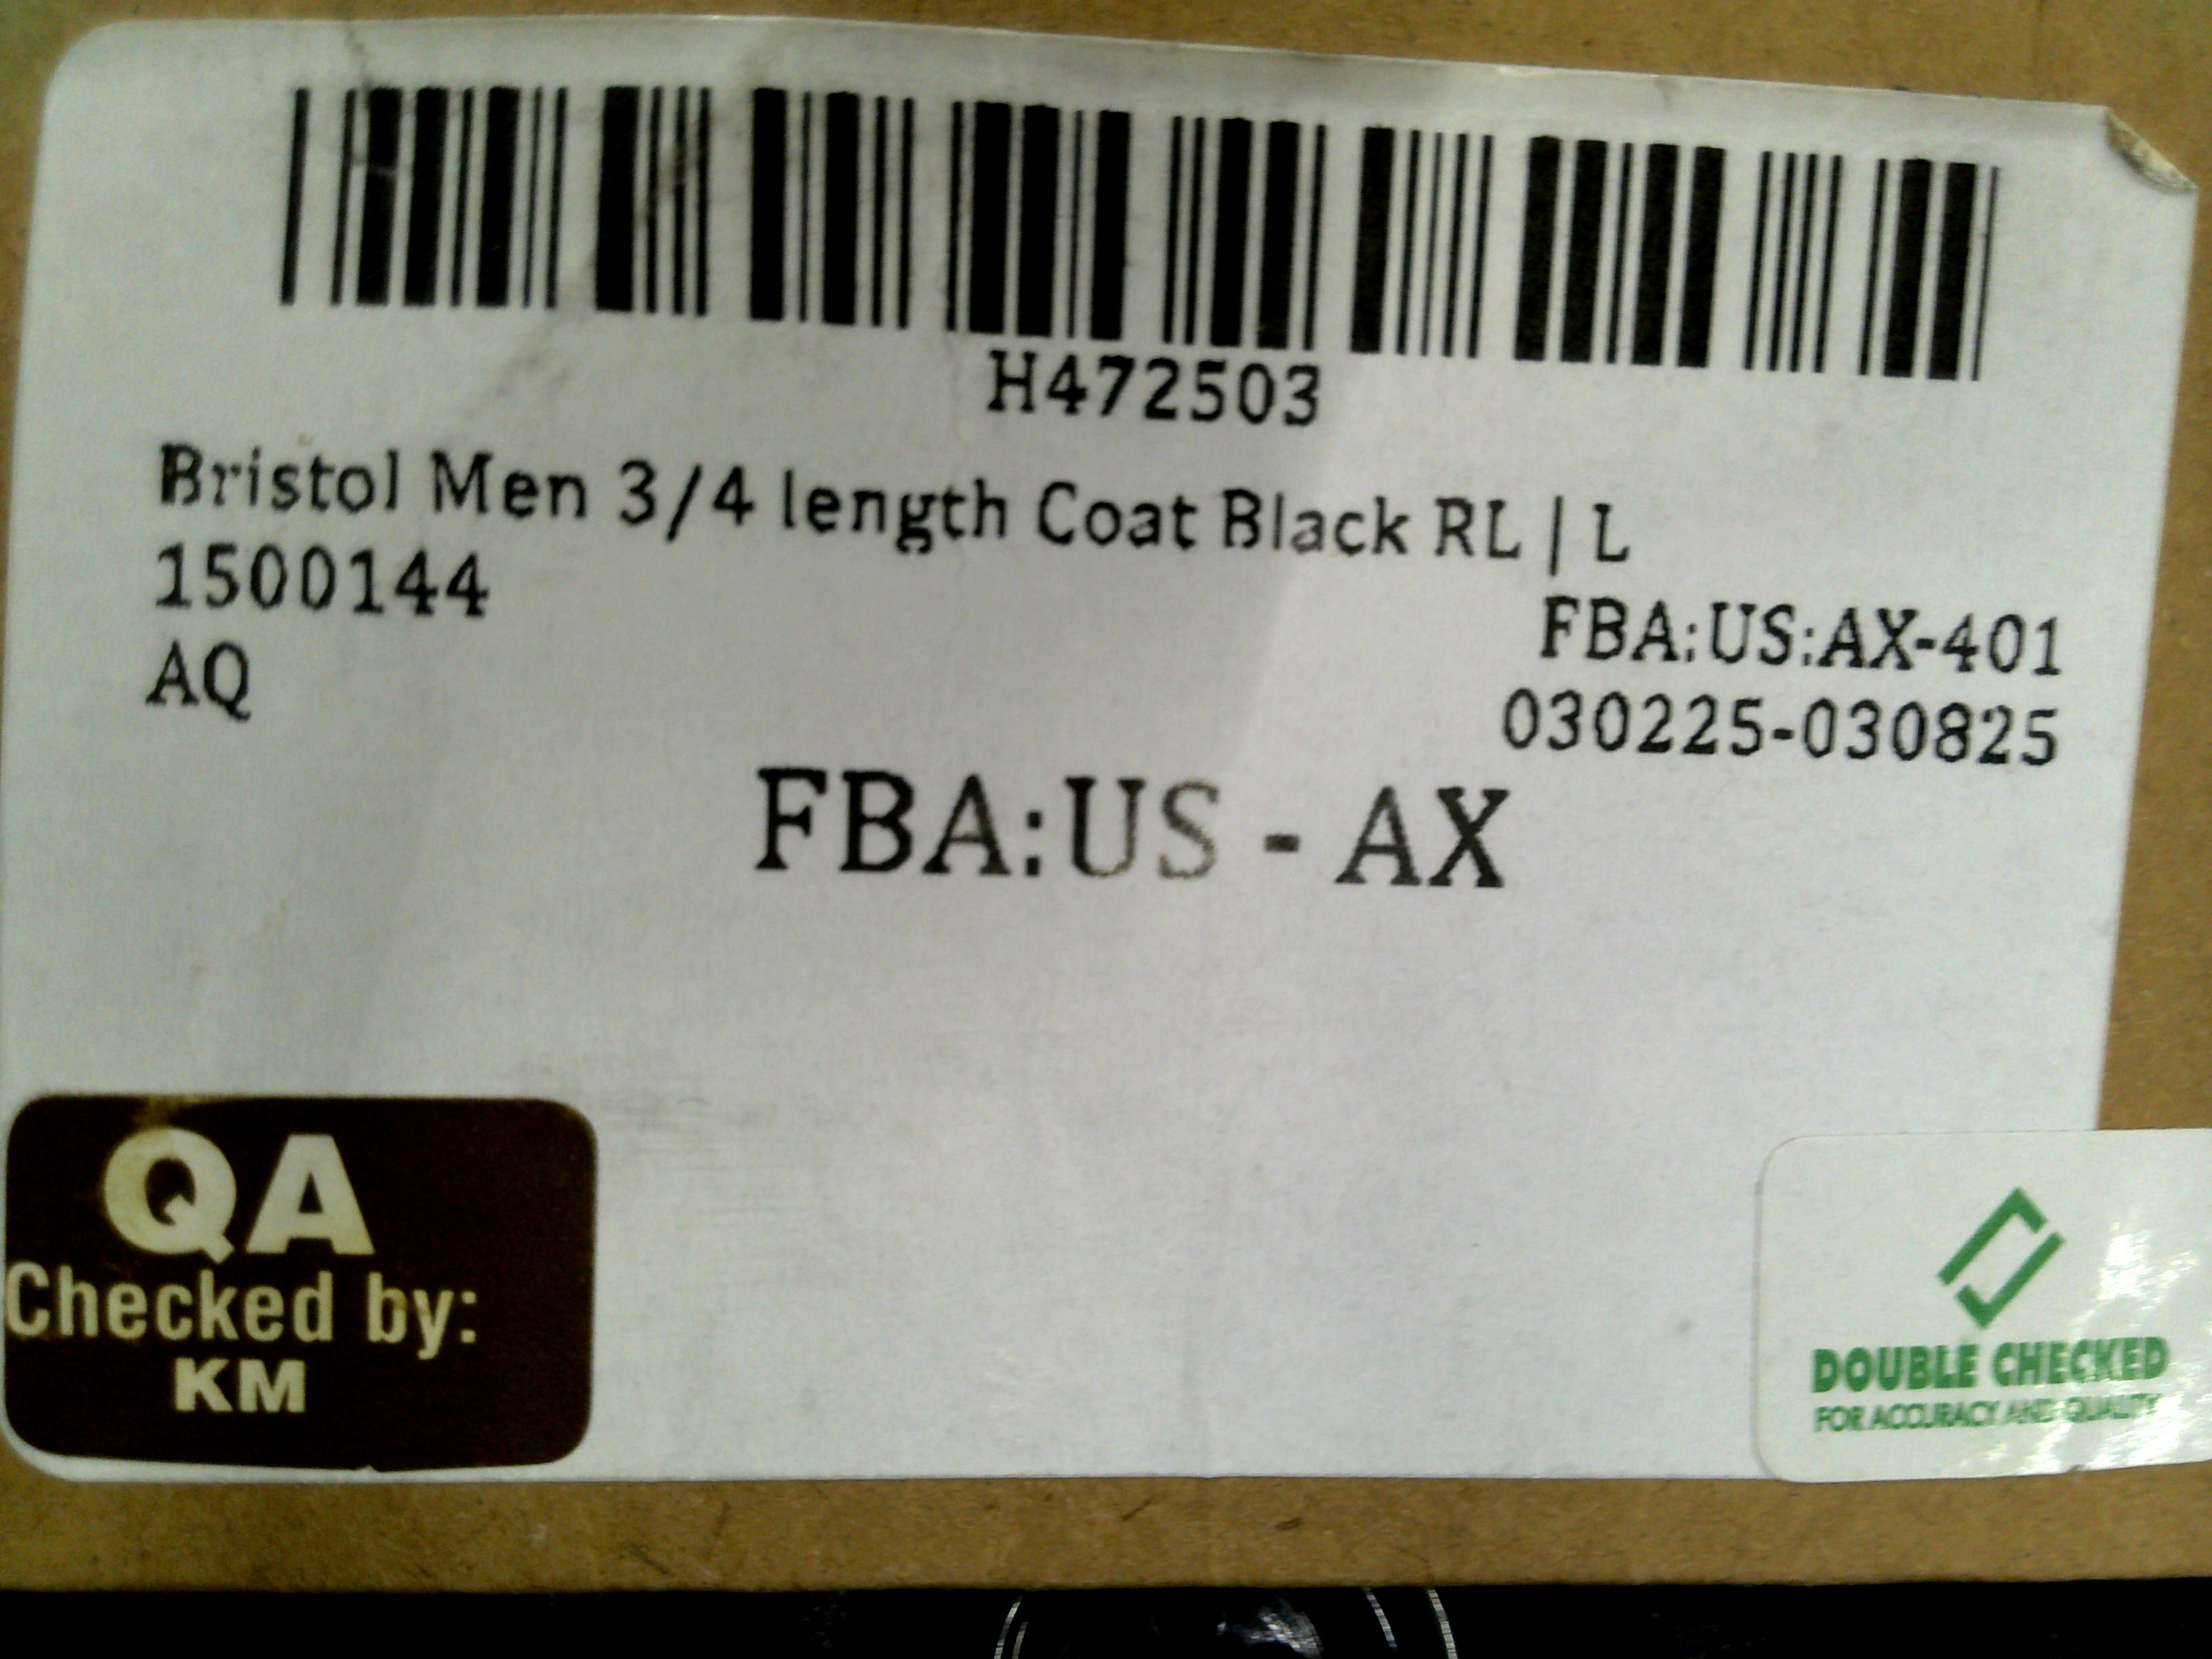 H472503
Bristol Men 3/4 length Coat Black RL | L
1500144
FBA:US:AX-401
AQ
030225-030825
FBA:US - AX
QA
Checked by:
KM
DOUBLE CHECKED
FOR ACCURACY AND QUALITY